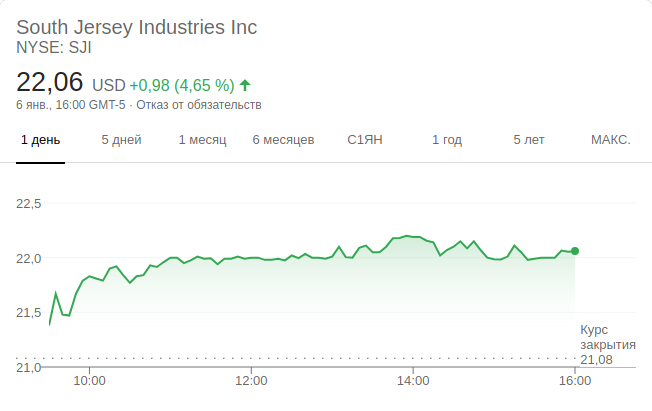 South Jersey Industries Inc
NYSE: SJI
22,06 USD +0,98 (4,65 %)
6 янв., 16:00 GMT-5 · Отказ от обязательств
1 день 5 дней 1 месяц 6 месяцев С1ЯН 1 год 5 лет МАКС.
22,5
22,0
21,5
Курс
закрытия
21,08
21,0
10:00 12:00 14:00 16:00